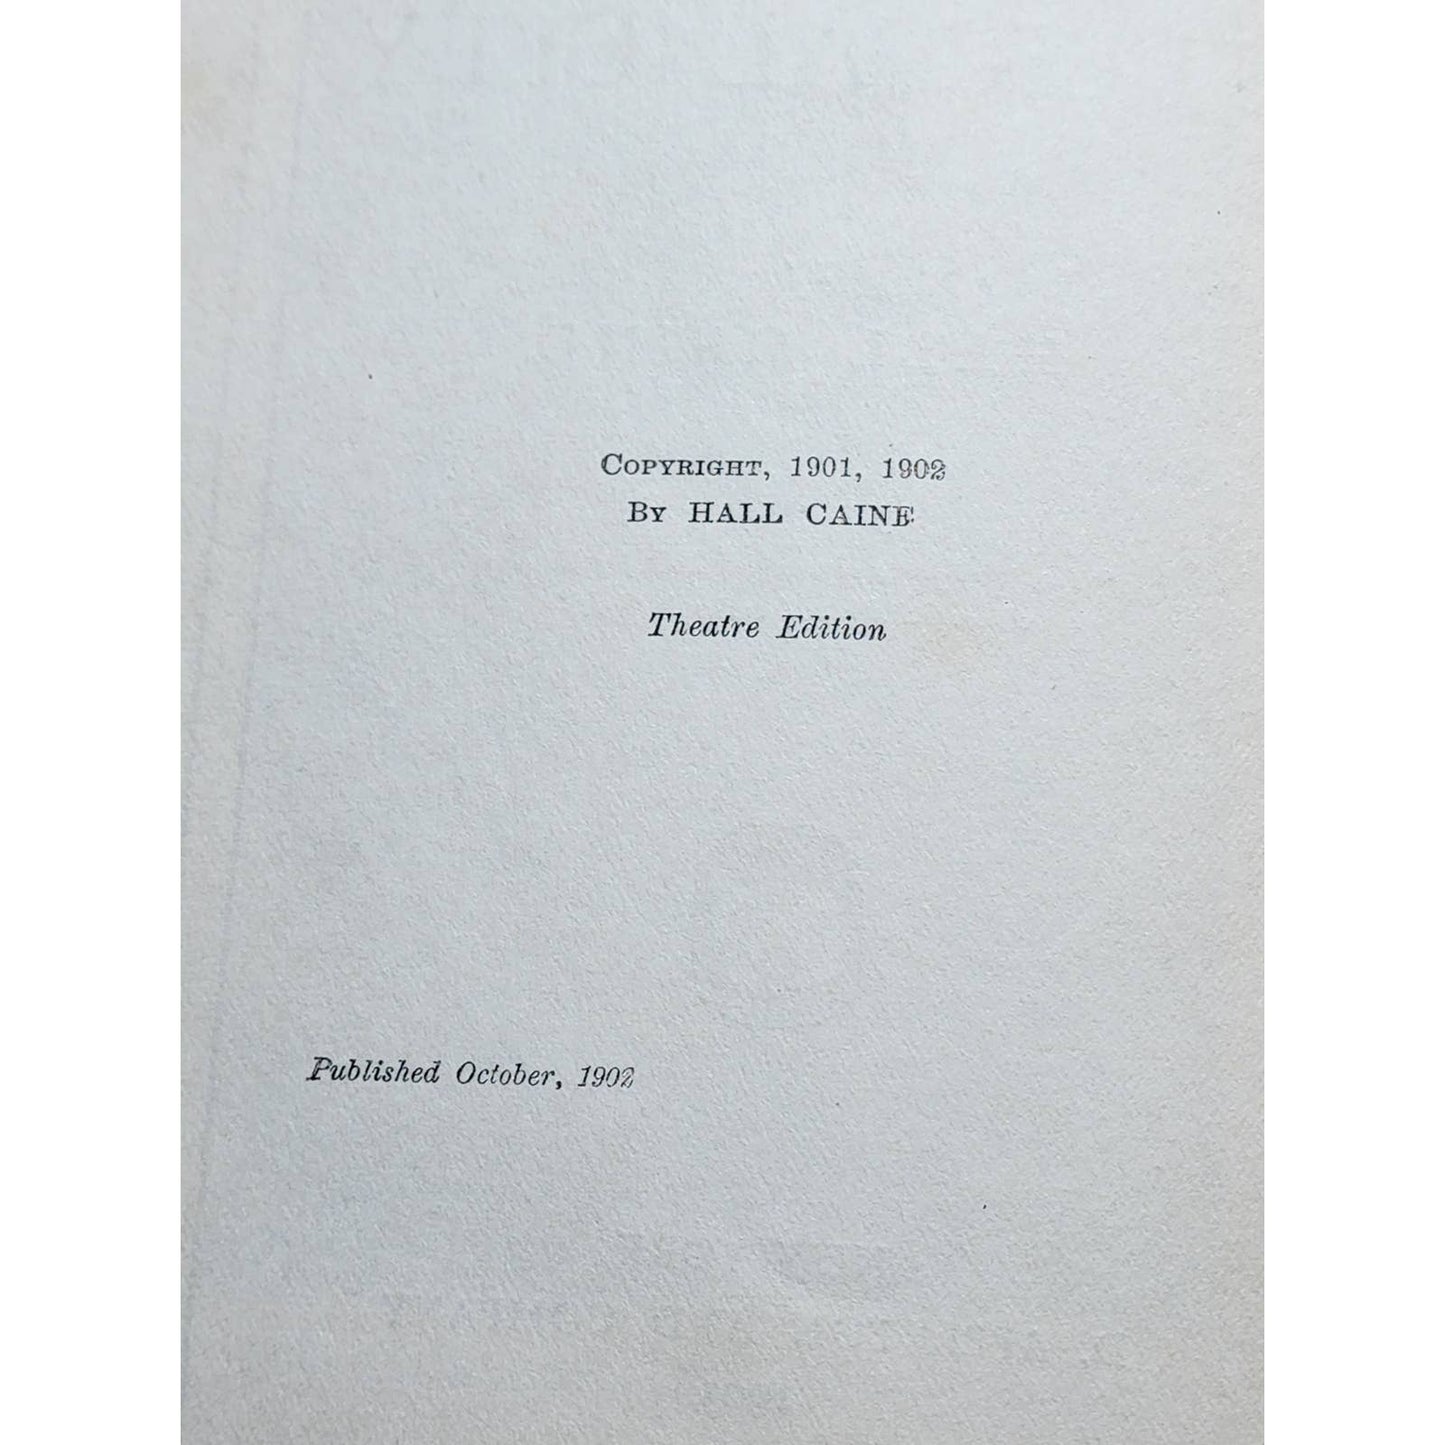 COPYRIGHT, 1901, 1902
BY HALL CAINE
Theatre Edition
Published October, 1902